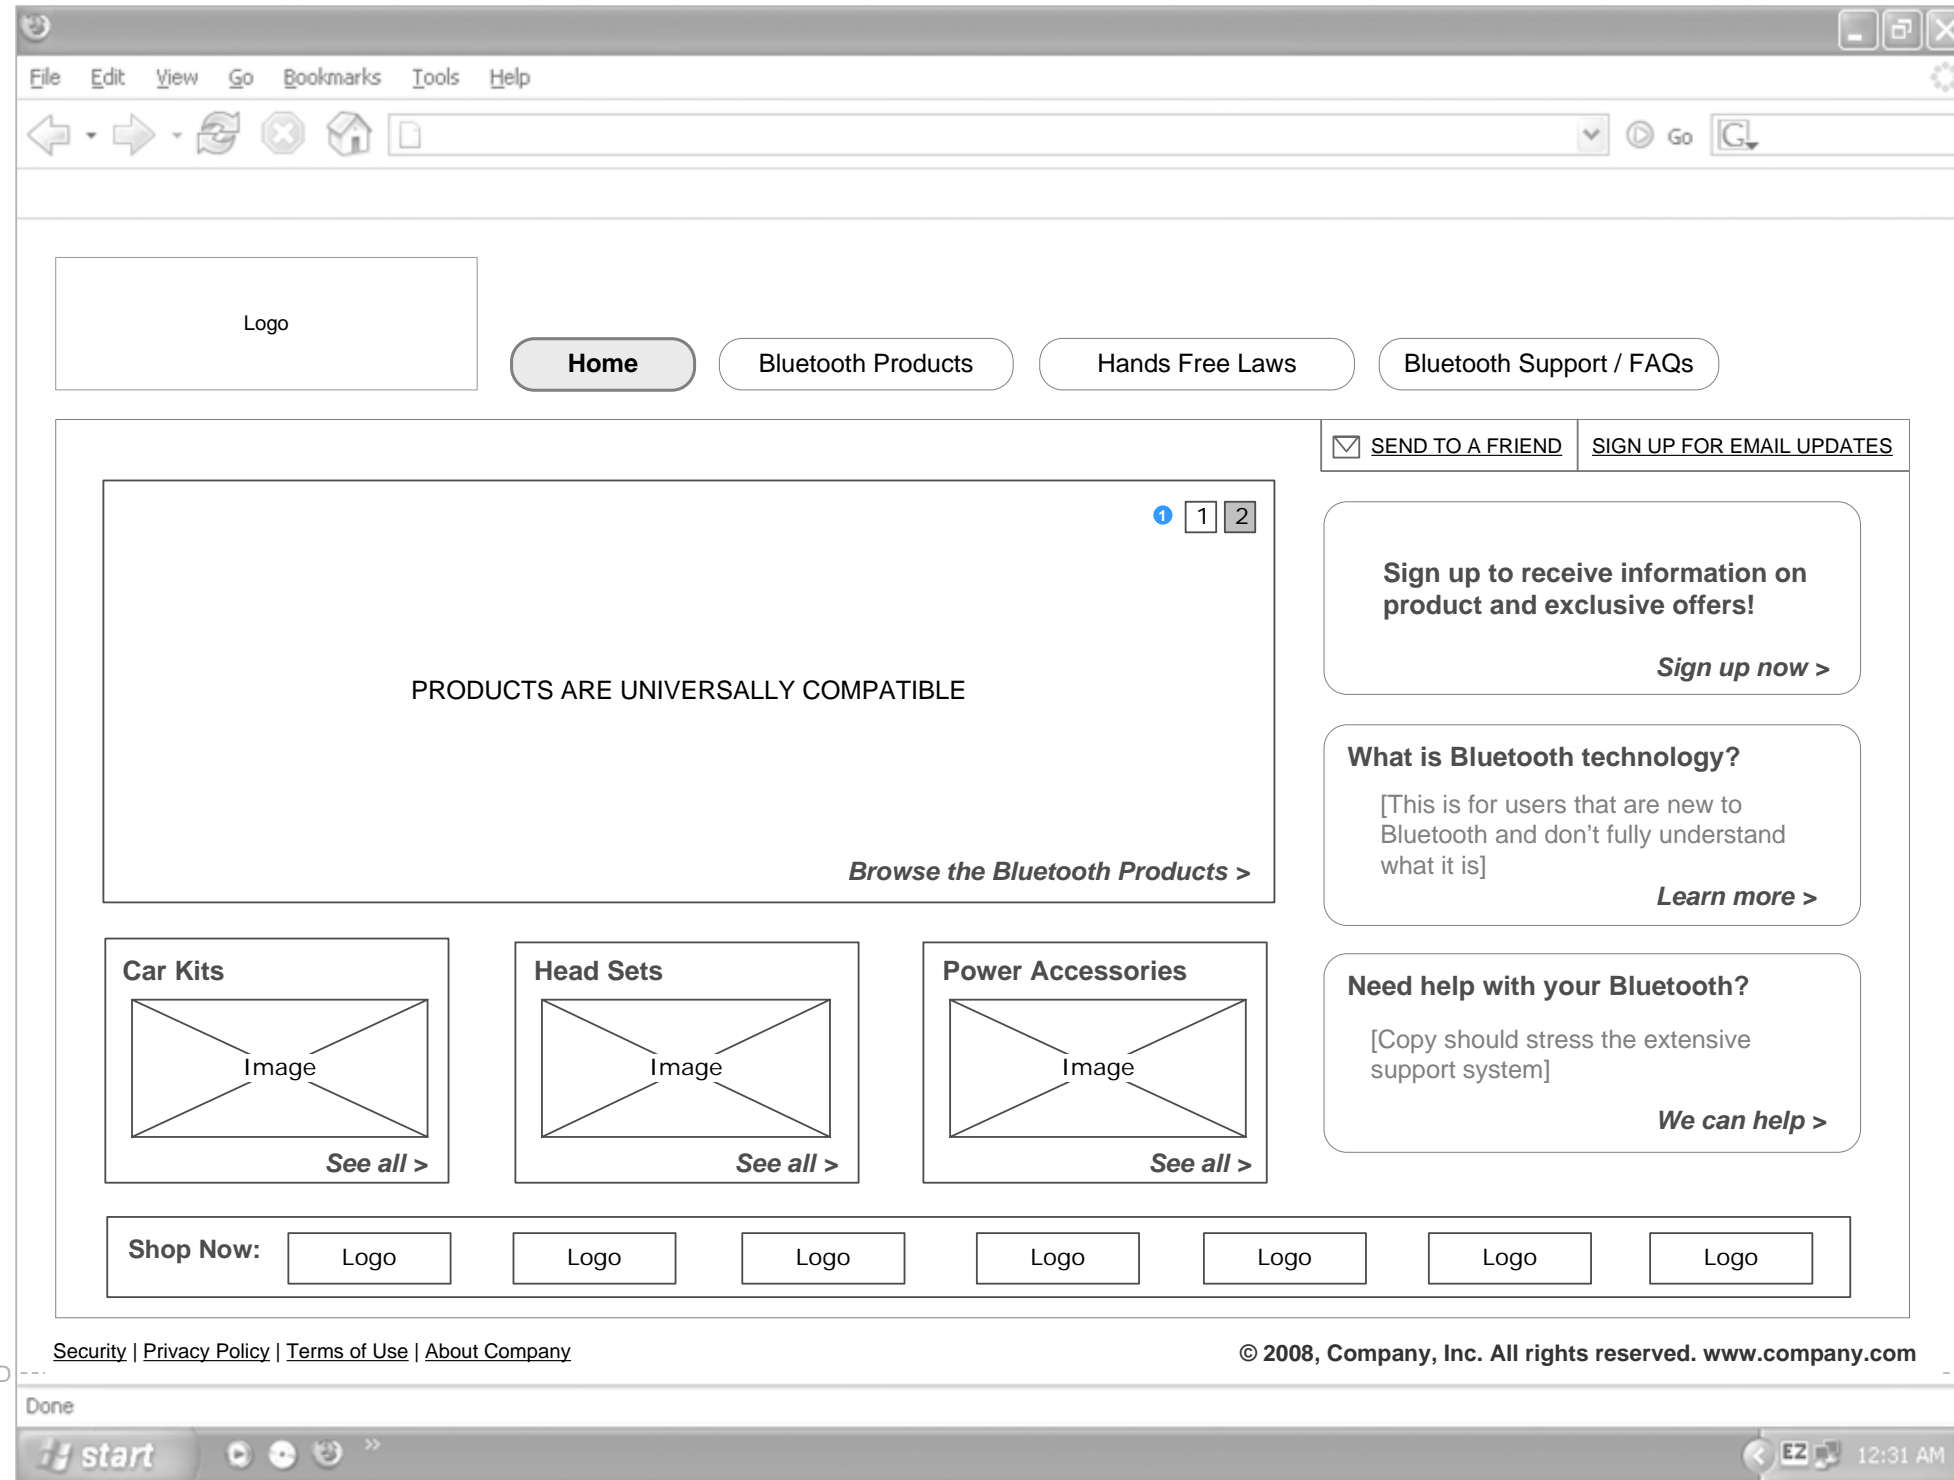 File Edit View Go Bookmarks Tools Help
Go G
Logo
Home Bluetooth Products Hands Free Laws Bluetooth Support / FAQs
SEND TO A FRIEND SIGN UP FOR EMAIL UPDATES
1 1 2
PRODUCTS ARE UNIVERSALLY COMPATIBLE
Browse the Bluetooth Products >
Sign up to receive information on
product and exclusive offers!
Sign up now >
What is Bluetooth technology?
[This is for users that are new to
Bluetooth and don’t fully understand
what it is]
Learn more >
Car Kits
Image
See all >
Head Sets
Image
See all >
Power Accessories
Image
See all >
Need help with your Bluetooth?
[Copy should stress the extensive
support system]
We can help >
Shop Now: Logo Logo Logo Logo Logo Logo Logo
Security | Privacy Policy | Terms of Use | About Company
© 2008, Company, Inc. All rights reserved. www.company.com
Done
start EZ 12:31 AM